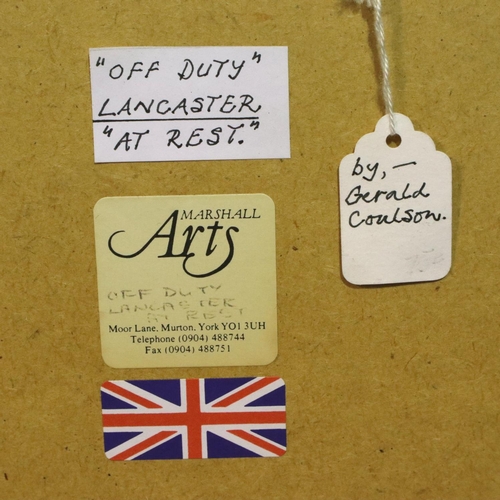 "OFF DUTY"
LANCASTER
"AT REST."
by, —
Gerald
Coulson.
MARSHALL
Arts
OFF DUTY
LANCASTER
AT REST
Moor Lane, Murton, York YO1 3UH
Telephone (0904) 488744
Fax (0904) 488751